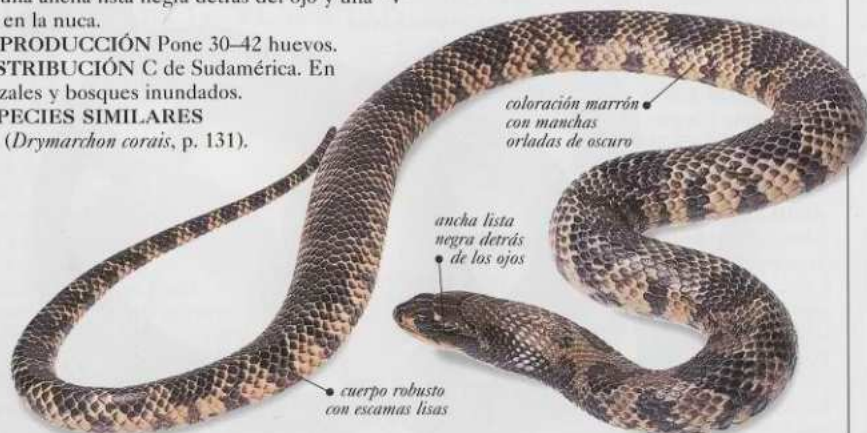 una ancha lista negra detrás del ojo y una "V"
en la nuca.
PRODUCCIÓN Pone 30–42 huevos.
STRIBUCIÓN C de Sudamérica. En
zales y bosques inundados.
PECIES SIMILARES
(Drymarchon corais, p. 131).
coloración marrón
con manchas
orladas de oscuro
ancha lista
negra detrás
de los ojos
cuerpo robusto
con escamas lisas